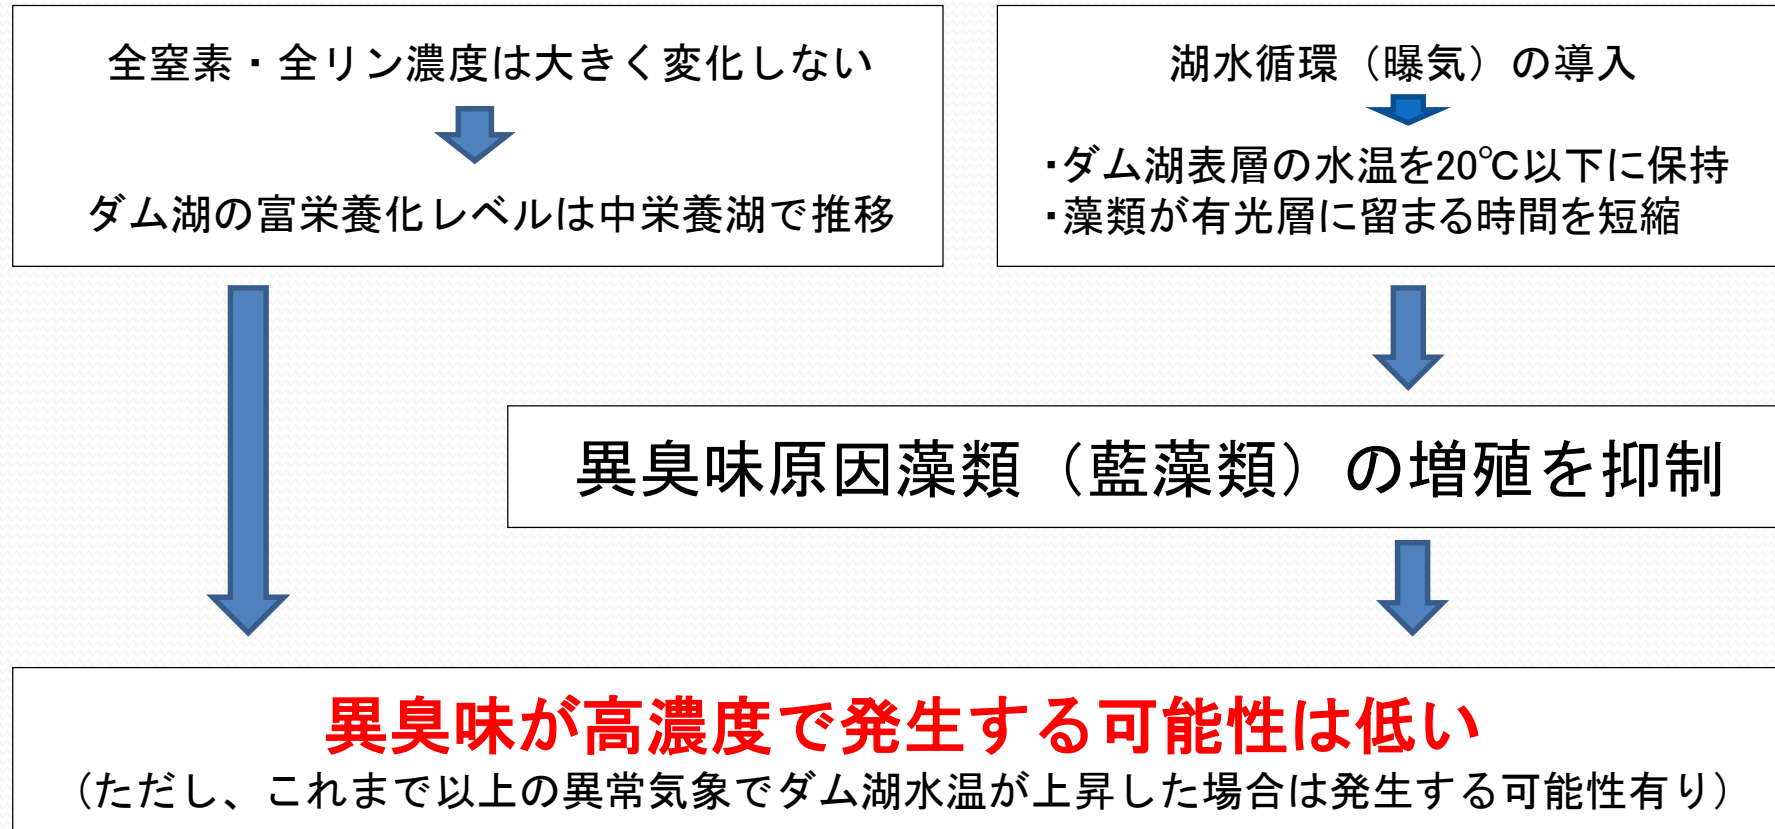 全窒素・全リン濃度は大きく変化しない
ダム湖の富栄養化レベルは中栄養湖で推移
湖水循環（曝気）の導入
・ダム湖表層の水温を20℃以下に保持
・藻類が有光層に留まる時間を短縮
異臭味原因藻類（藍藻類）の増殖を抑制
異臭味が高濃度で発生する可能性は低い
（ただし、これまで以上の異常気象でダム湖水温が上昇した場合は発生する可能性有り）